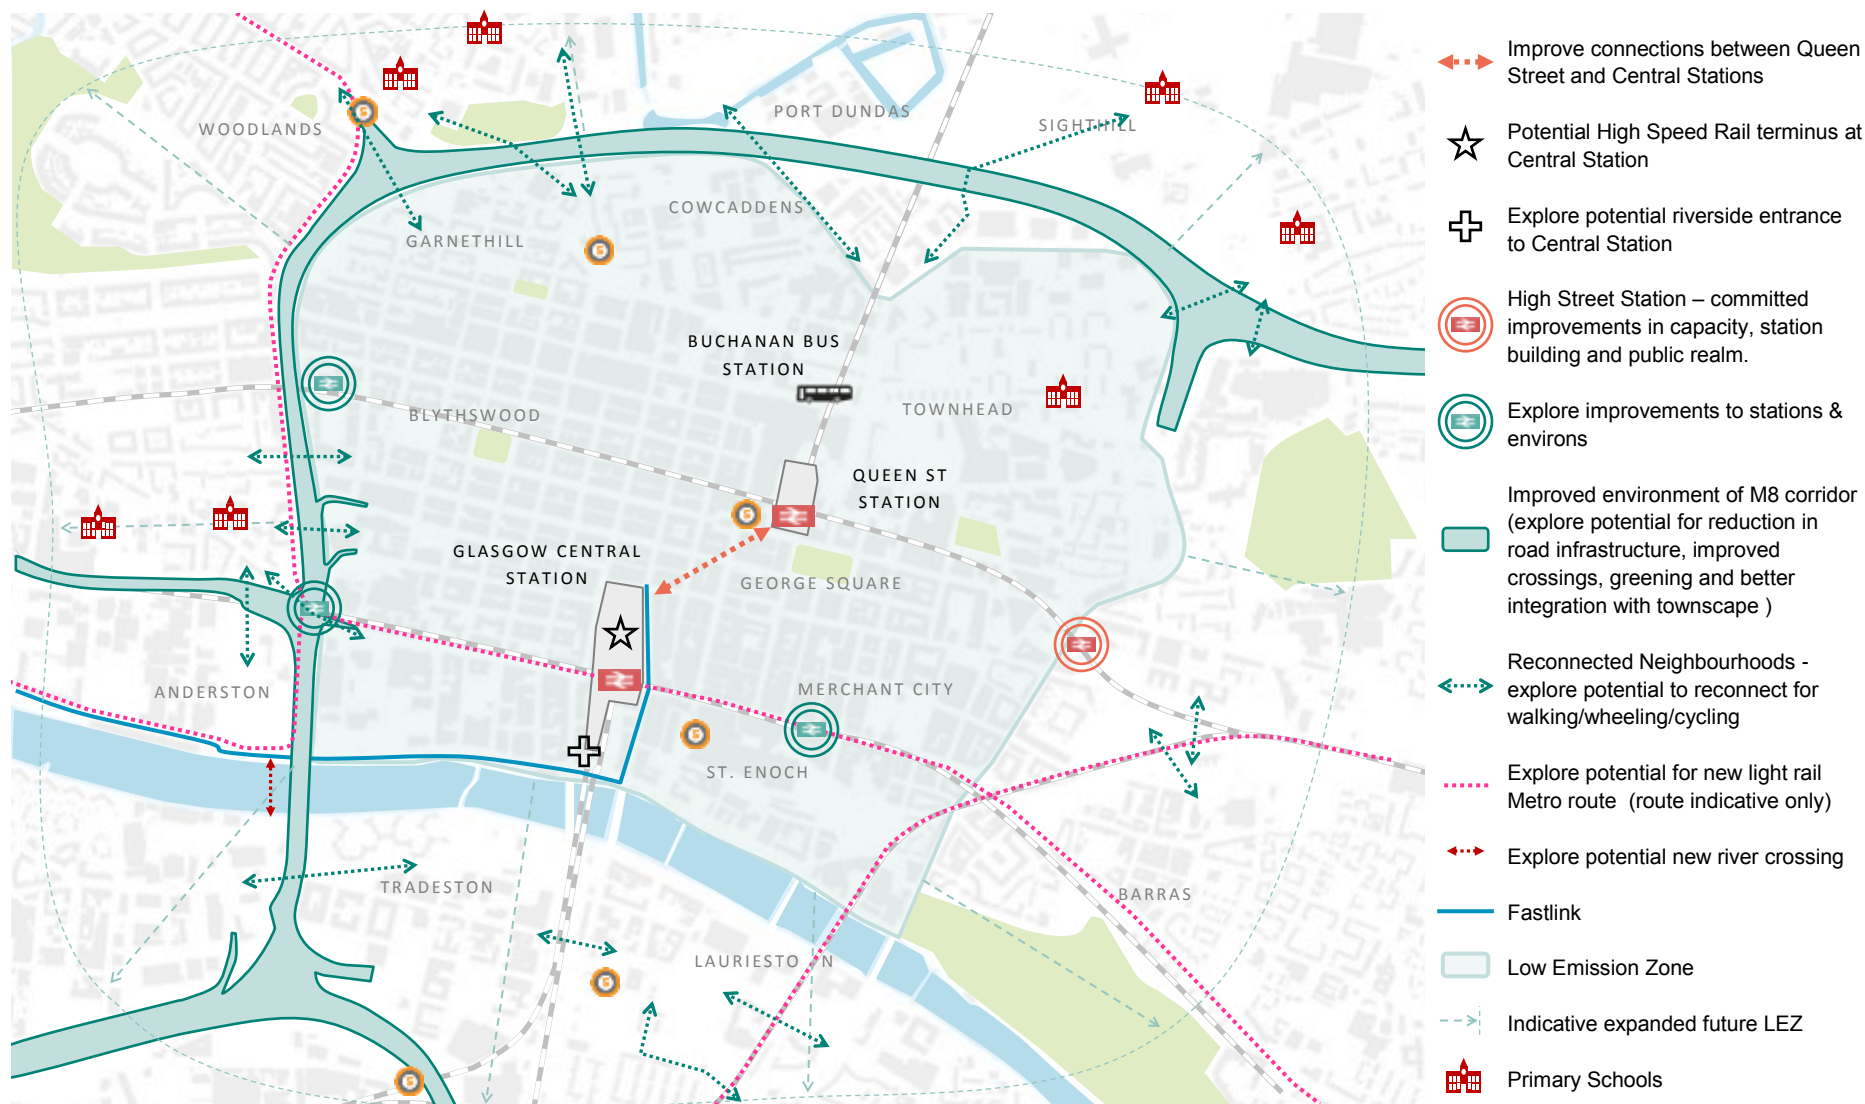 WOODLANDS
PORT DUNDAS
SIGHTHILL
COWCADDENS
GARNETHILL
BUCHANAN BUS
STATION
BLYTHSWOOD
TOWNHEAD
QUEEN ST
STATION
GLASGOW CENTRAL
STATION
GEORGE SQUARE
ANDERSTON
MERCHANT CITY
ST. ENOCH
TRADESTON
BARRAS
LAURIESTO N
S
S
S
S
S
S
Improve connections between Queen
Street and Central Stations
Potential High Speed Rail terminus at
Central Station
Explore potential riverside entrance
to Central Station
High Street Station – committed
improvements in capacity, station
building and public realm.
Explore improvements to stations &
environs
Improved environment of M8 corridor
(explore potential for reduction in
road infrastructure, improved
crossings, greening and better
integration with townscape )
Reconnected Neighbourhoods -
explore potential to reconnect for
walking/wheeling/cycling
Explore potential for new light rail
Metro route (route indicative only)
Explore potential new river crossing
Fastlink
Low Emission Zone
Indicative expanded future LEZ
Primary Schools